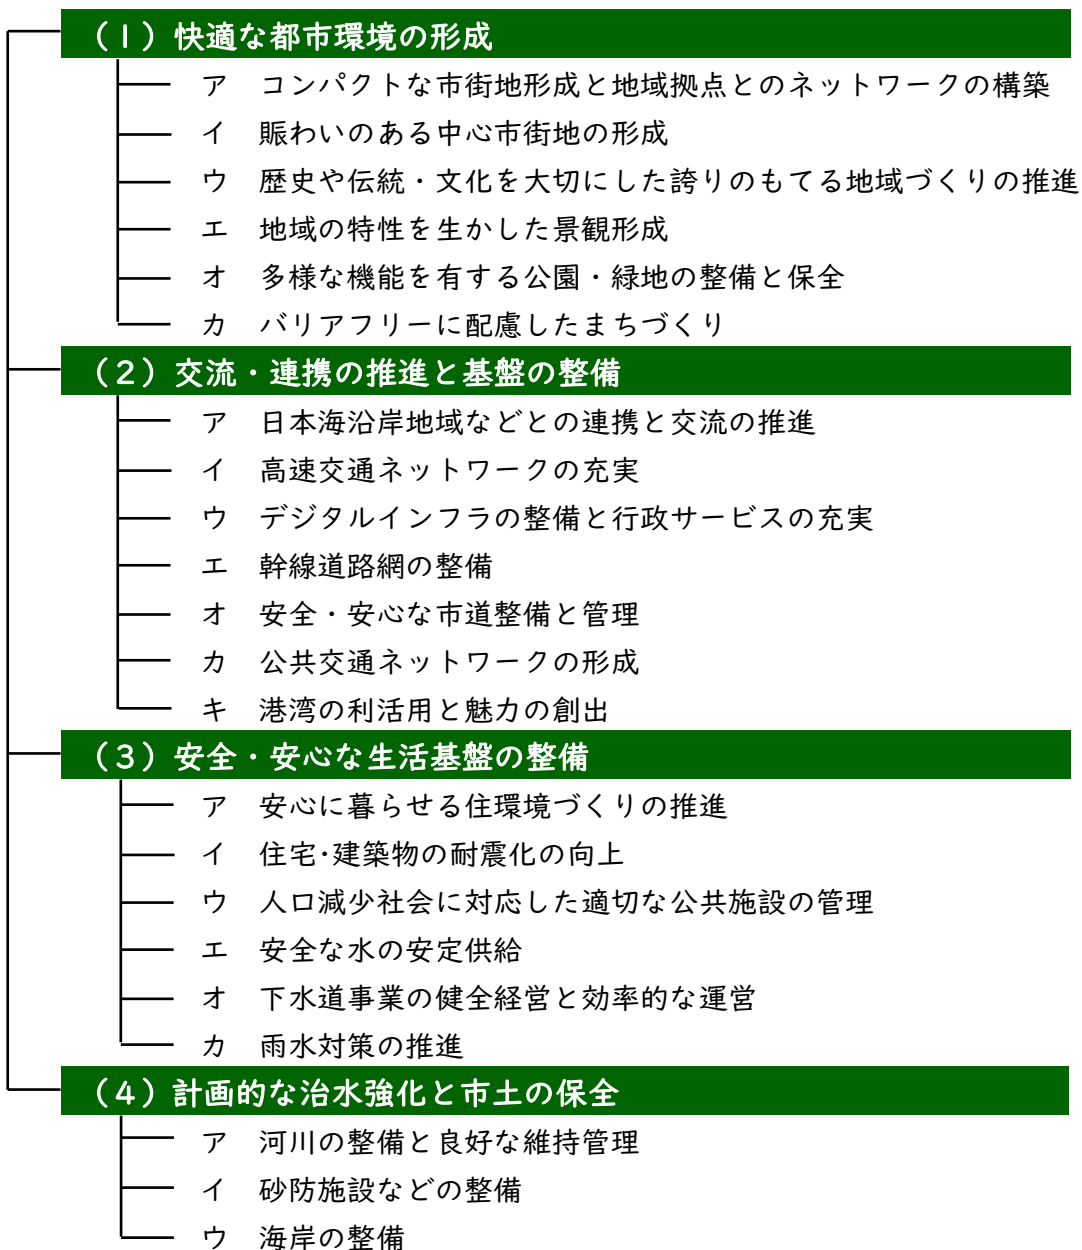 （１）快適な都市環境の形成
ア　コンパクトな市街地形成と地域拠点とのネットワークの構築
イ　賑わいのある中心市街地の形成
ウ　歴史や伝統・文化を大切にした誇りのもてる地域づくりの推進
エ　地域の特性を生かした景観形成
オ　多様な機能を有する公園・緑地の整備と保全
カ　バリアフリーに配慮したまちづくり
（２）交流・連携の推進と基盤の整備
ア　日本海沿岸地域などとの連携と交流の推進
イ　高速交通ネットワークの充実
ウ　デジタルインフラの整備と行政サービスの充実
エ　幹線道路網の整備
オ　安全・安心な市道整備と管理
カ　公共交通ネットワークの形成
キ　港湾の利活用と魅力の創出
（３）安全・安心な生活基盤の整備
ア　安心に暮らせる住環境づくりの推進
イ　住宅･建築物の耐震化の向上
ウ　人口減少社会に対応した適切な公共施設の管理
エ　安全な水の安定供給
オ　下水道事業の健全経営と効率的な運営
カ　雨水対策の推進
（４）計画的な治水強化と市土の保全
ア　河川の整備と良好な維持管理
イ　砂防施設などの整備
ウ　海岸の整備